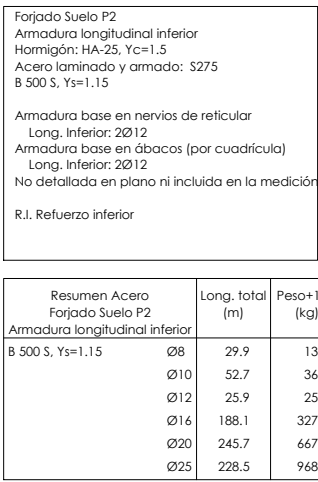 Forjado Suelo P2
Armadura longitudinal inferior
Hormigón: HA-25, Yc=1.5
Acero laminado y armado: S275
B 500 S, Ys=1.15
Armadura base en nervios de reticular
Long. Inferior: 2Ø12
Armadura base en ábacos (por cuadrícula)
Long. Inferior: 2Ø12
No detallada en plano ni incluida en la medición
R.I. Refuerzo inferior
Resumen Acero Long. total Peso+1
Forjado Suelo P2 (m) (kg)
Armadura longitudinal inferior
B 500 S, Ys=1.15 Ø8 29.9 13
Ø10 52.7 36
Ø12 25.9 25
Ø16 188.1 327
Ø20 245.7 667
Ø25 228.5 968